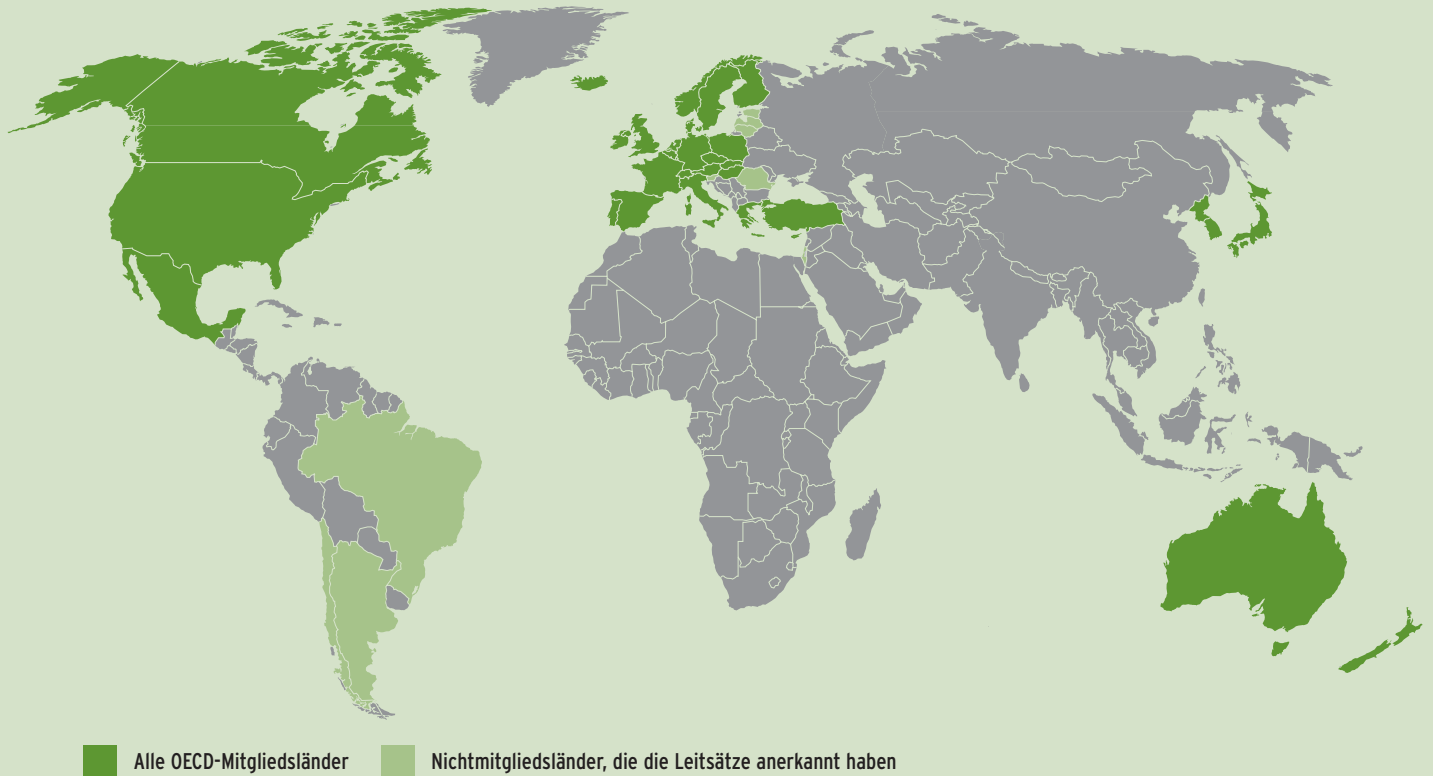 Alle OECD-Mitgliedsländer
Nichtmitgliedsländer, die die Leitsätze anerkannt haben